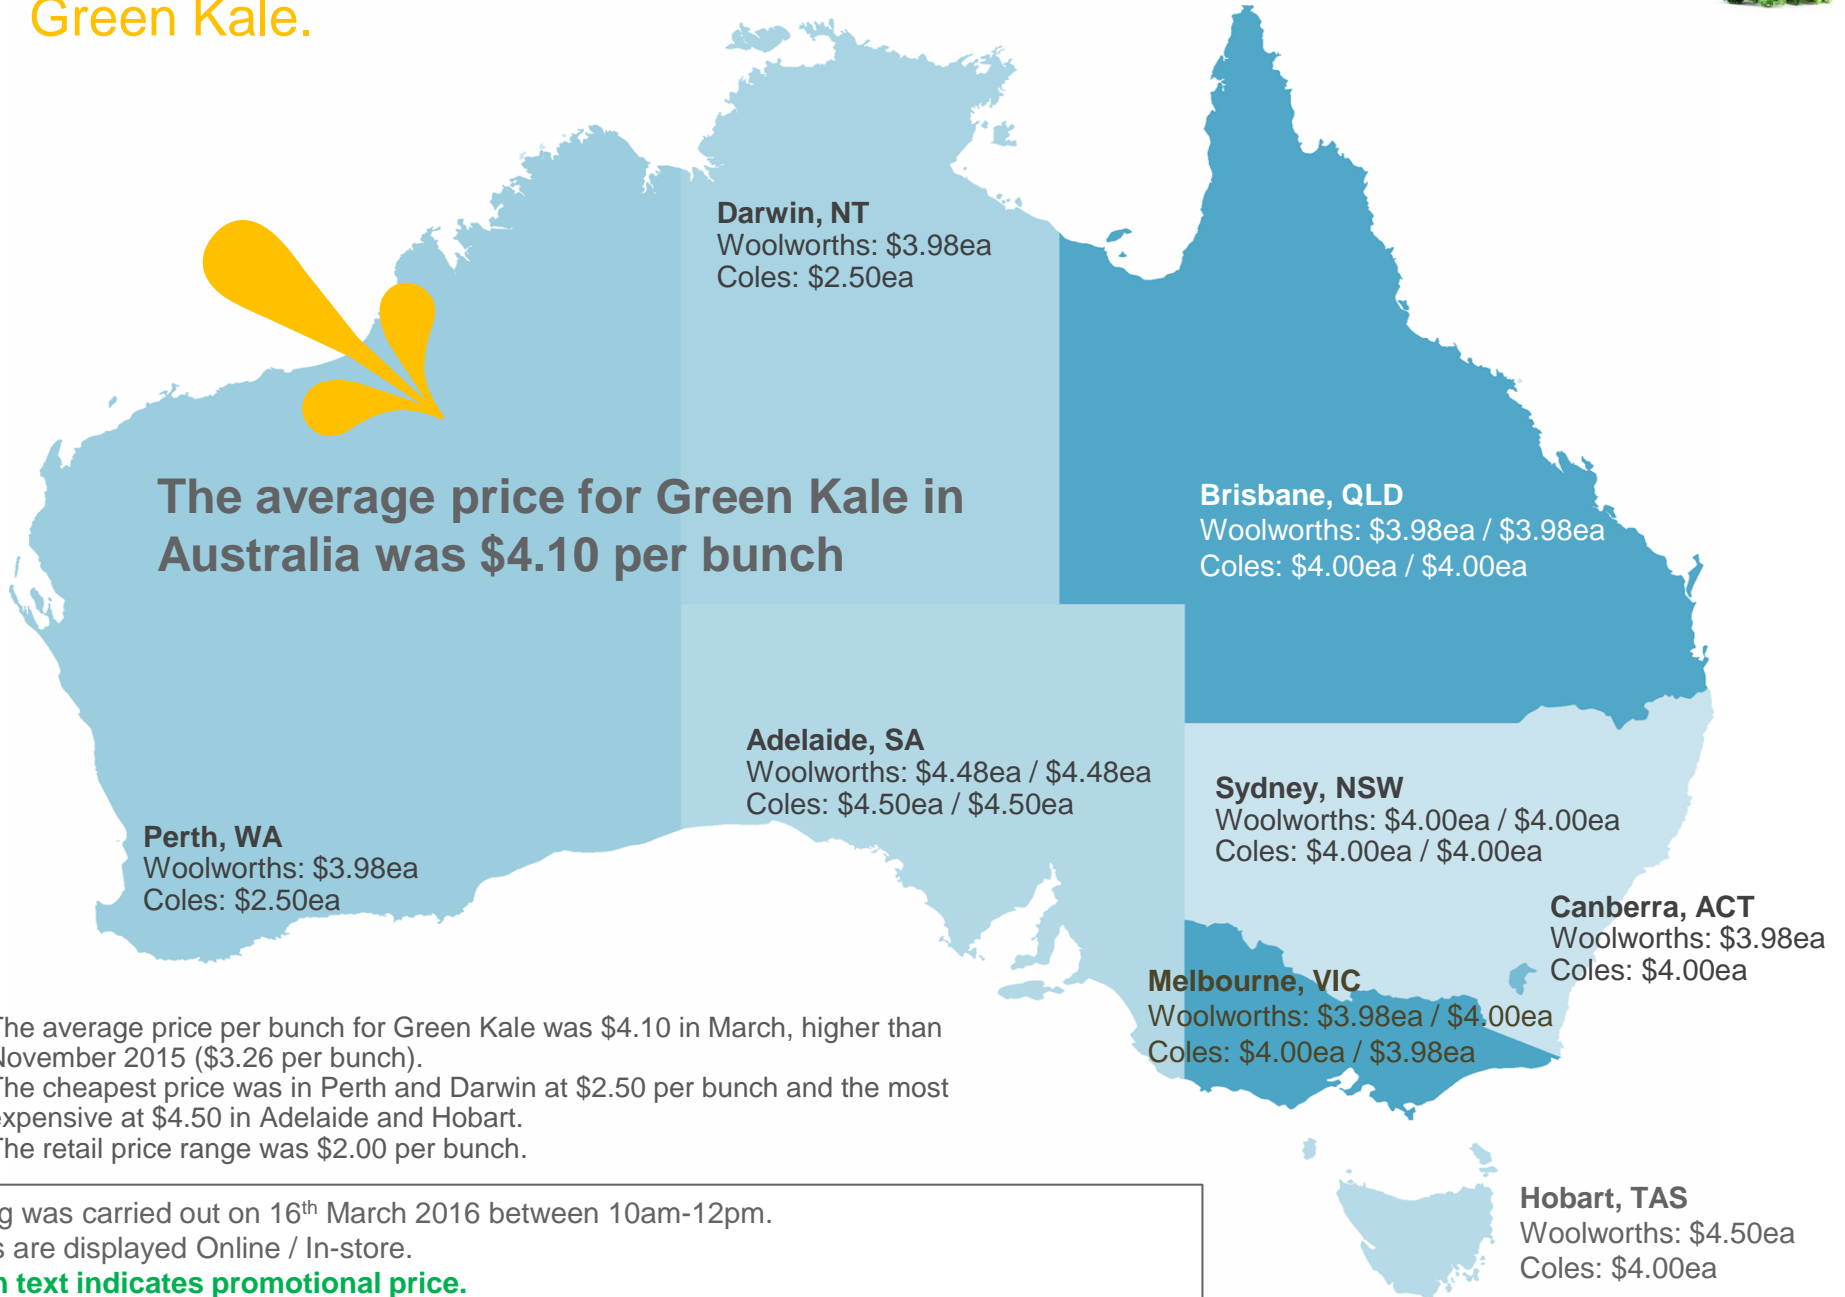 Green Kale.
Darwin, NT
Woolworths: $3.98ea
Coles: $2.50ea
The average price for Green Kale in
Australia was $4.10 per bunch
Brisbane, QLD
Woolworths: $3.98ea / $3.98ea
Coles: $4.00ea / $4.00ea
Adelaide, SA
Woolworths: $4.48ea / $4.48ea
Coles: $4.50ea / $4.50ea
Sydney, NSW
Woolworths: $4.00ea / $4.00ea
Coles: $4.00ea / $4.00ea
Perth, WA
Woolworths: $3.98ea
Coles: $2.50ea
Canberra, ACT
Woolworths: $3.98ea
Coles: $4.00ea
Melbourne, VIC
Woolworths: $3.98ea / $4.00ea
Coles: $4.00ea / $3.98ea
The average price per bunch for Green Kale was $4.10 in March, higher than
November 2015 ($3.26 per bunch).
The cheapest price was in Perth and Darwin at $2.50 per bunch and the most
expensive at $4.50 in Adelaide and Hobart.
The retail price range was $2.00 per bunch.
g was carried out on 16th March 2016 between 10am-12pm.
s are displayed Online / In-store.
n text indicates promotional price.
Hobart, TAS
Woolworths: $4.50ea
Coles: $4.00ea